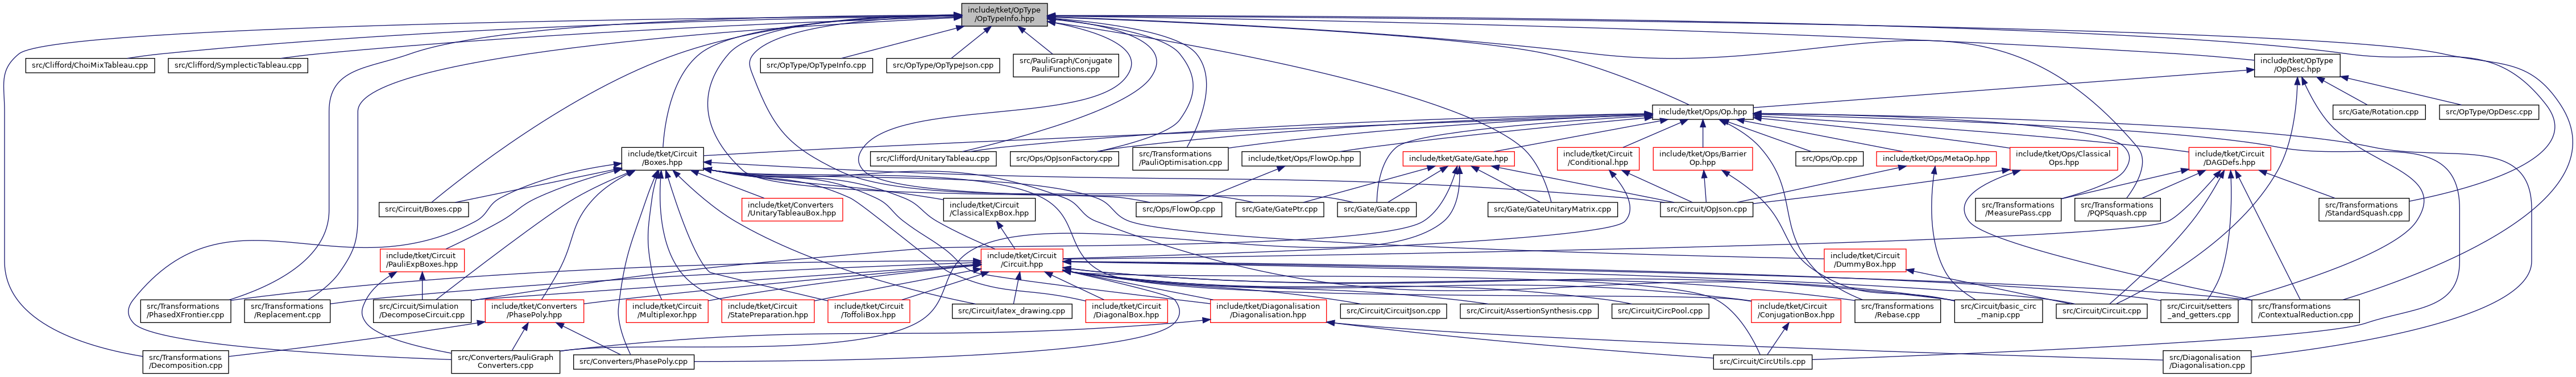 include/tket/OpType
/OpTypeInfo.hpp
src/Clifford/ChoiMixTableau.cpp
src/Clifford/SymplecticTableau.cpp
src/OpType/OpTypeInfo.cpp
src/OpType/OpTypeJson.cpp
src/PauliGraph/Conjugate
PauliFunctions.cpp
include/tket/OpType
/OpDesc.hpp
include/tket/Ops/Op.hpp
src/Gate/Rotation.cpp
src/OpType/OpDesc.cpp
include/tket/Circuit
/Boxes.hpp
src/Clifford/UnitaryTableau.cpp
src/Ops/OpJsonFactory.cpp
src/Transformations
/PauliOptimisation.cpp
include/tket/Ops/FlowOp.hpp
include/tket/Gate/Gate.hpp
include/tket/Circuit
/Conditional.hpp
include/tket/Ops/Barrier
Op.hpp
src/Ops/Op.cpp
include/tket/Ops/MetaOp.hpp
include/tket/Ops/Classical
Ops.hpp
include/tket/Circuit
/DAGDefs.hpp
src/Circuit/Boxes.cpp
include/tket/Converters
/UnitaryTableauBox.hpp
include/tket/Circuit
/ClassicalExpBox.hpp
src/Ops/FlowOp.cpp
src/Gate/GatePtr.cpp
src/Gate/Gate.cpp
src/Gate/GateUnitaryMatrix.cpp
src/Circuit/OpJson.cpp
src/Transformations
/MeasurePass.cpp
src/Transformations
/PQPSquash.cpp
src/Transformations
/StandardSquash.cpp
include/tket/Circuit
/PauliExpBoxes.hpp
include/tket/Circuit
/Circuit.hpp
include/tket/Circuit
/DummyBox.hpp
src/Transformations
/PhasedXFrontier.cpp
src/Transformations
/Replacement.cpp
src/Circuit/Simulation
/DecomposeCircuit.cpp
include/tket/Converters
/PhasePoly.hpp
include/tket/Circuit
/Multiplexor.hpp
include/tket/Circuit
/StatePreparation.hpp
include/tket/Circuit
/ToffoliBox.hpp
src/Circuit/latex_drawing.cpp
include/tket/Circuit
/DiagonalBox.hpp
include/tket/Diagonalisation
/Diagonalisation.hpp
src/Circuit/CircuitJson.cpp
src/Circuit/AssertionSynthesis.cpp
src/Circuit/CircPool.cpp
include/tket/Circuit
/ConjugationBox.hpp
src/Transformations
/Rebase.cpp
src/Circuit/basic_circ
_manip.cpp
src/Circuit/Circuit.cpp
src/Circuit/setters
_and_getters.cpp
src/Transformations
/ContextualReduction.cpp
src/Transformations
/Decomposition.cpp
src/Converters/PauliGraph
Converters.cpp
src/Converters/PhasePoly.cpp
src/Circuit/CircUtils.cpp
src/Diagonalisation
/Diagonalisation.cpp